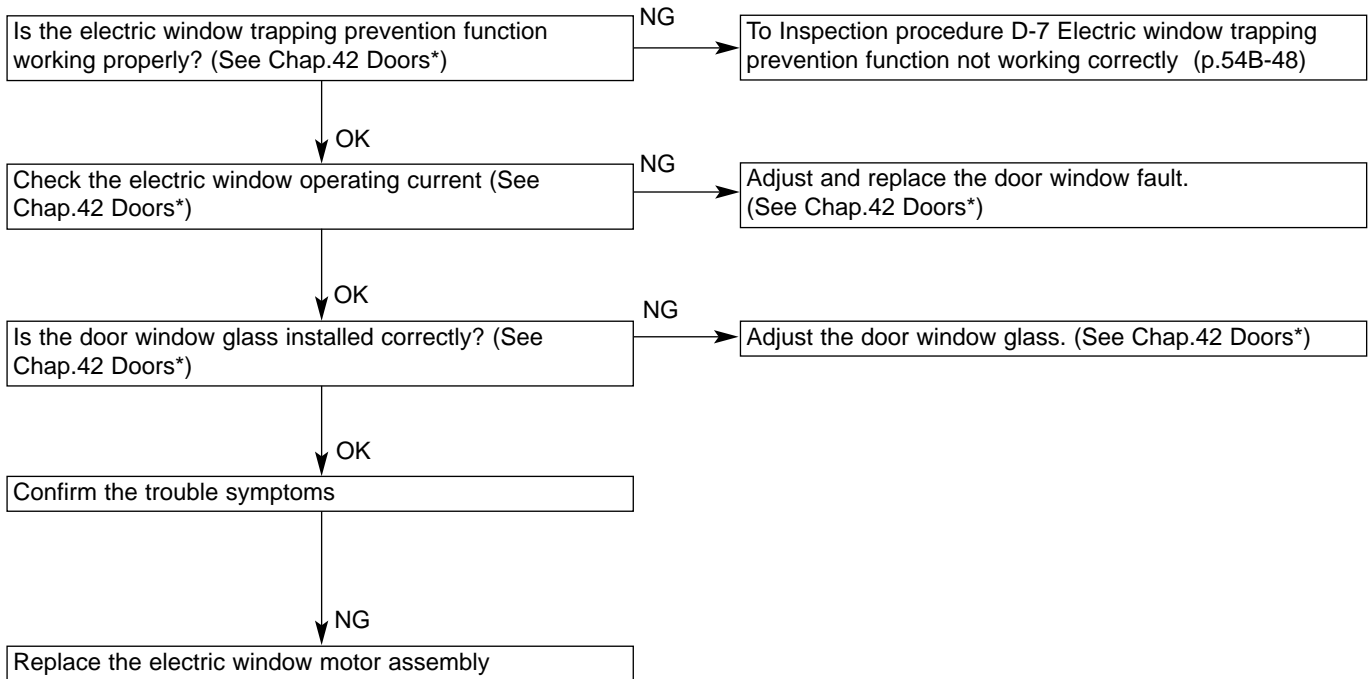 Is the electric window trapping prevention function
working properly? (See Chap.42 Doors*)
NG
To Inspection procedure D-7 Electric window trapping
prevention function not working correctly (p.54B-48)
OK
Check the electric window operating current (See
Chap.42 Doors*)
NG
Adjust and replace the door window fault.
(See Chap.42 Doors*)
OK
Is the door window glass installed correctly? (See
Chap.42 Doors*)
NG
Adjust the door window glass. (See Chap.42 Doors*)
OK
Confirm the trouble symptoms
NG
Replace the electric window motor assembly